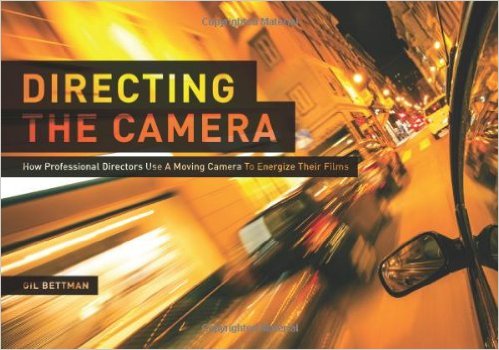 Copyrighted Material
DIRECTING
THE CAMERA
How Professional Directors Use A Moving Camera To Energize Their Films
GIL BETTMAN
Copyrighted Material